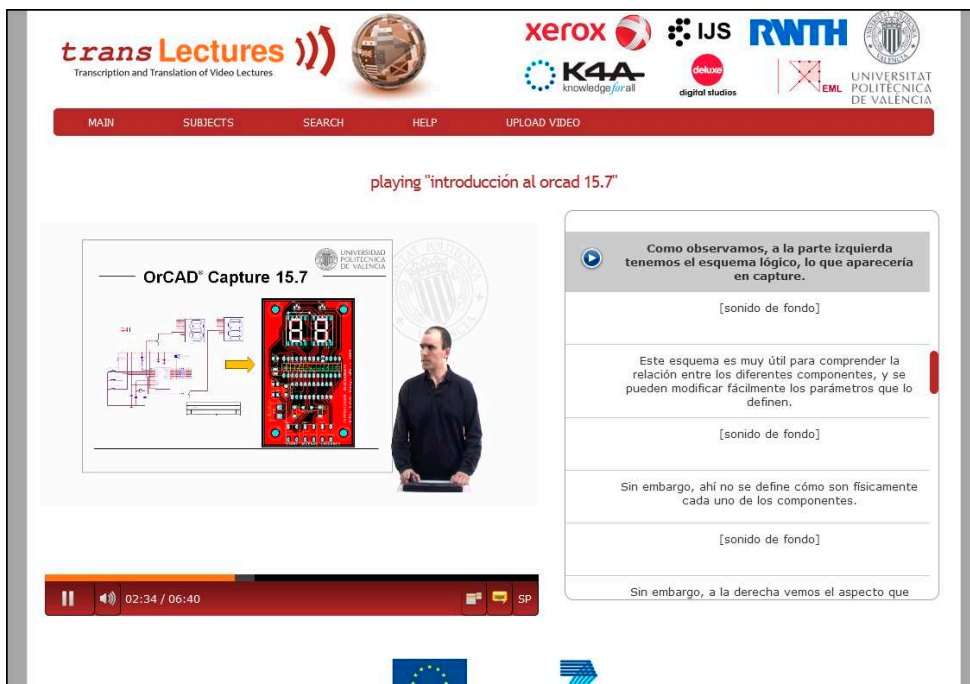 trans Lectures
Transcription and Translation of Video Lectures
xerox
IJS
RWTH
K4A
knowledge for all
deluxe
digital studios
EML
UNIVERSITAT
POLITÈCNICA
DE VALÈNCIA
MAIN SUBJECTS SEARCH HELP UPLOAD VIDEO
playing "introducción al orcad 15.7"
UNIVERSIDAD
POLITECNICA
DE VALENCIA
OrCAD® Capture 15.7
Como observamos, a la parte izquierda
tenemos el esquema lógico, lo que aparecería
en capture.
[sonido de fondo]
Este esquema es muy útil para comprender la
relación entre los diferentes componentes, y se
pueden modificar fácilmente los parámetros que lo
definen.
[sonido de fondo]
Sin embargo, ahí no se define cómo son físicamente
cada uno de los componentes.
[sonido de fondo]
Sin embargo, a la derecha vemos el aspecto que
02:34 / 06:40
SP